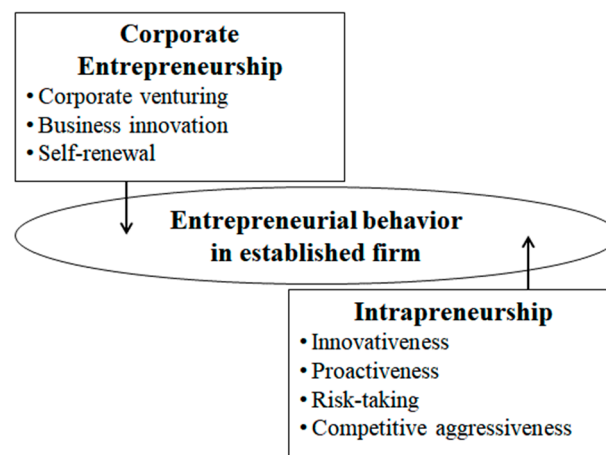 Corporate
Entrepreneurship
• Corporate venturing
• Business innovation
• Self-renewal
Entrepreneurial behavior
in established firm
Intrapreneurship
• Innovativeness
• Proactiveness
• Risk-taking
• Competitive aggressiveness